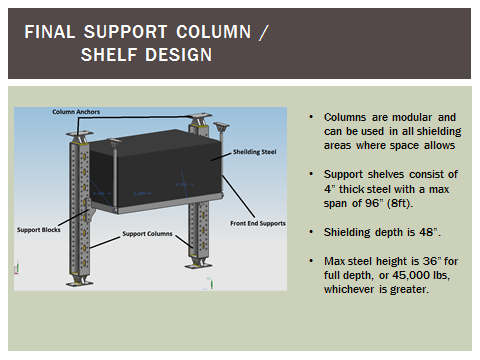 FINAL SUPPORT COLUMN /
SHELF DESIGN
Column Anchors
Sheilding Steel
Front End Supports
Support Blocks
Support Columns
• Columns are modular and
can be used in all shielding
areas where space allows
• Support shelves consist of
4” thick steel with a max
span of 96” (8ft).
• Shielding depth is 48”.
• Max steel height is 36” for
full depth, or 45,000 lbs,
whichever is greater.